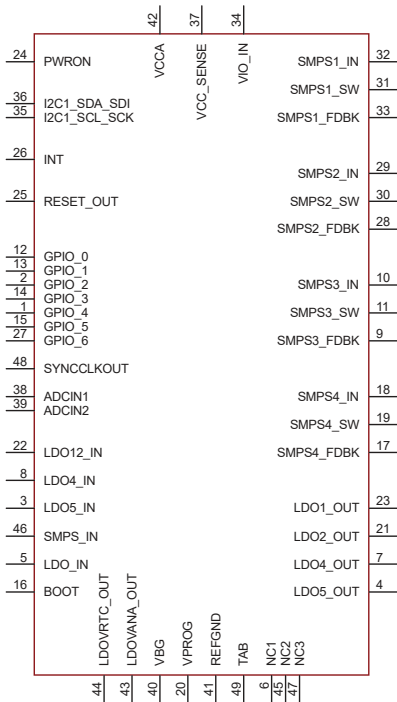 42
37
34
VCCA
VCC_SENSE
VIO_IN
24 PWRON
36 I2C1_SDA_SDI
35 I2C1_SCL_SCK
26 INT
25 RESET_OUT
12 GPIO_0
13 GPIO_1
2 GPIO_2
14 GPIO_3
1 GPIO_4
15 GPIO_5
27 GPIO_6
48 SYNCCLKOUT
38 ADCIN1
39 ADCIN2
22 LDO12_IN
8 LDO4_IN
3 LDO5_IN
46 SMPS_IN
5 LDO_IN
16 BOOT
SMPS1_IN 32
SMPS1_SW 31
SMPS1_FDBK 33
SMPS2_IN 29
SMPS2_SW 30
SMPS2_FDBK 28
SMPS3_IN 10
SMPS3_SW 11
SMPS3_FDBK 9
SMPS4_IN 18
SMPS4_SW 19
SMPS4_FDBK 17
LDO1_OUT 23
LDO2_OUT 21
LDO4_OUT 7
LDO5_OUT 4
LDOVRTC_OUT
LDOVANA_OUT
VBG
VPROG
REFGND
TAB
NC1
NC2
NC3
44
43
40
20
41
49
6
45
47